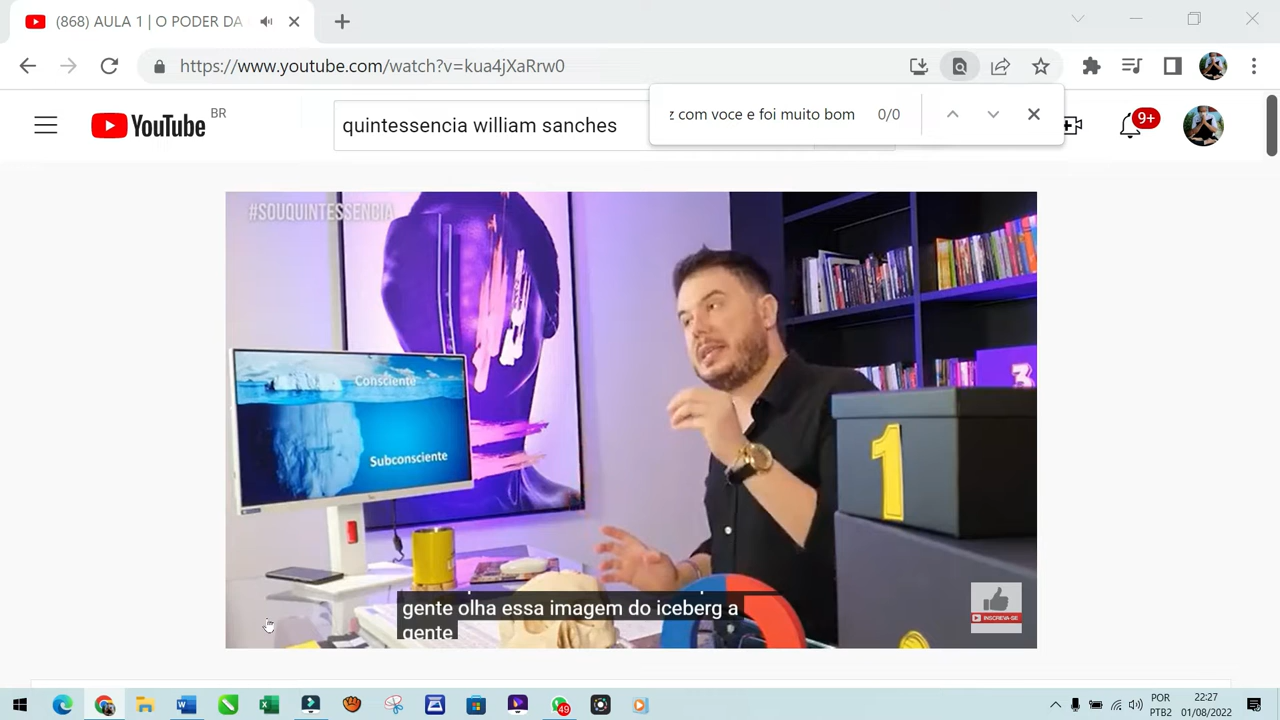 (868) AULA 1 | O PODER DA
https://www.youtube.com/watch?v=kua4jXaRrw0
z com voce e foi muito bom 0/0
YouTube BR
quintessencia william sanches
9+
#SOUQUINTESSENCIA
Consciente
Subconsciente
3
1
gente olha essa imagem do iceberg a
gente
INSCREVA-SE
49
POR
PTB2
22:27
01/08/2022